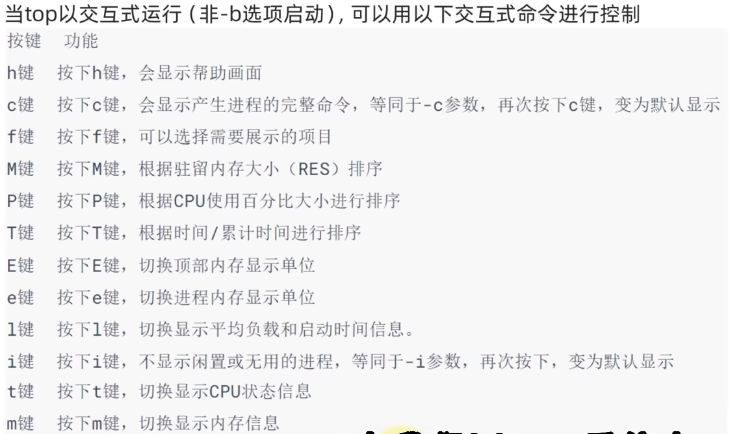 当top以交互式运行（非-b选项启动），可以用以下交互式命令进行控制
按键 功能
h键 按下h键，会显示帮助画面
c键 按下c键，会显示产生进程的完整命令，等同于-c参数，再次按下c键，变为默认显示
f键 按下f键，可以选择需要展示的项目
M键 按下M键，根据驻留内存大小（RES）排序
P键 按下P键，根据CPU使用百分比大小进行排序
T键 按下T键，根据时间/累计时间进行排序
E键 按下E键，切换顶部内存显示单位
e键 按下e键，切换进程内存显示单位
l键 按下l键，切换显示平均负载和启动时间信息。
i键 按下i键，不显示闲置或无用的进程，等同于-i参数，再次按下，变为默认显示
t键 按下t键，切换显示CPU状态信息
m键 按下m键，切换显示内存信息